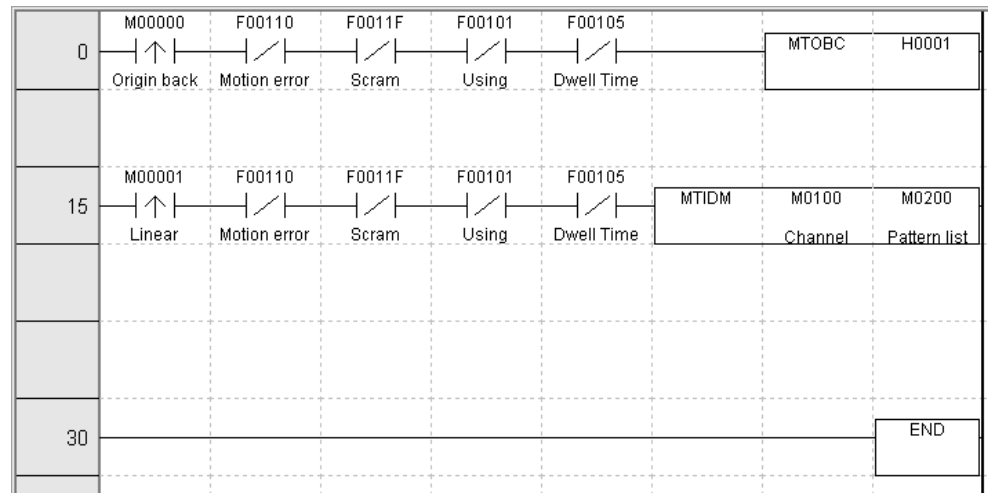 M00000 F00110 F0011F F00101 F00105
0 MTOBC H0001
Origin back Motion error Scram Using Dwell Time
M00001 F00110 F0011F F00101 F00105
15 MTIDM M0100 M0200
Linear Motion error Scram Using Dwell Time Channel Pattern list
30 END